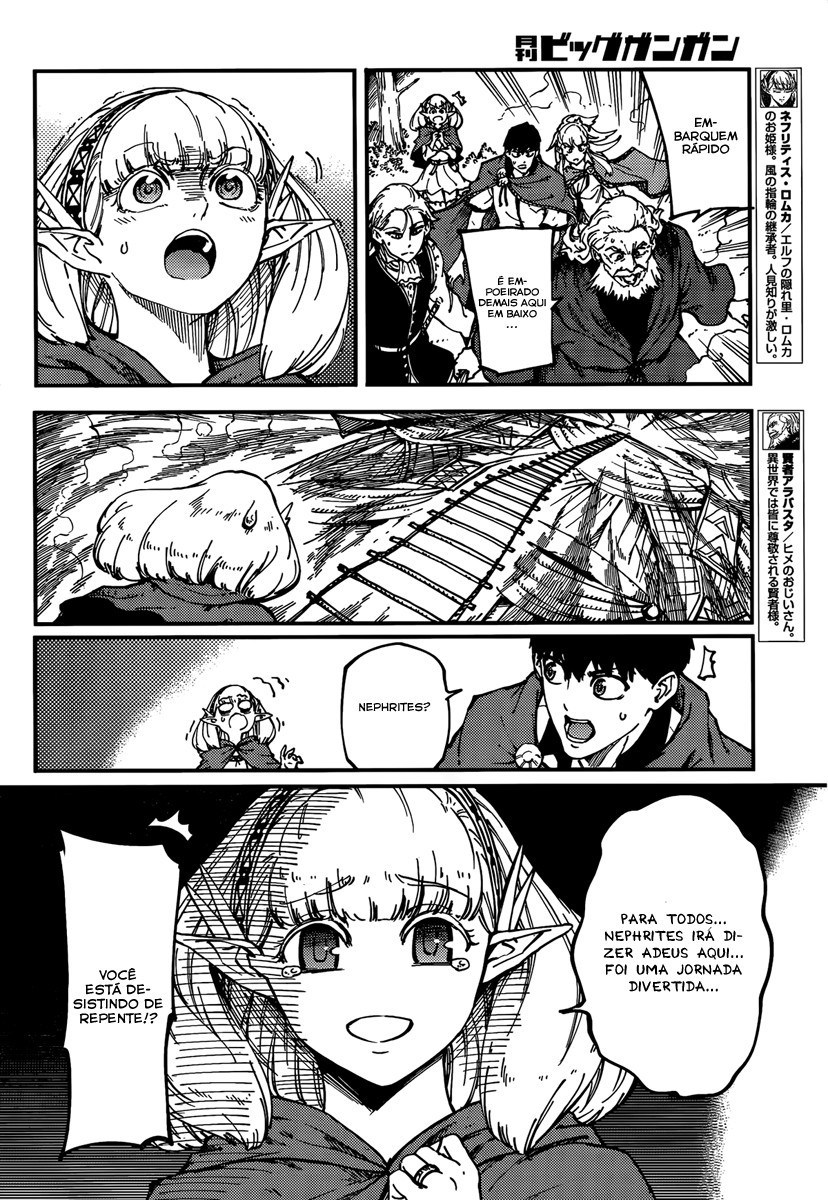 月刊ビッグガンガン
ネフリティス・ロムカ/エルフの隠れ里・ロムカ
のお姫様。風の指輪の継承者。人見知りが激しい。
EM-
BARQUEM
RÁPIDO
É EM-
POEIRADO
DEMAIS AQUI
EM BAIXO
...
賢者アラバスタ/ヒメのおじいさん。
異世界では皆に尊敬される賢者様。
NEPHRITES?
PARA TODOS...
NEPHRITES IRÁ DI-
ZER ADEUS AQUI...
FOI UMA JORNADA
DIVERTIDA...
VOCÊ
ESTÁ DE-
SISTINDO DE
REPENTE!?